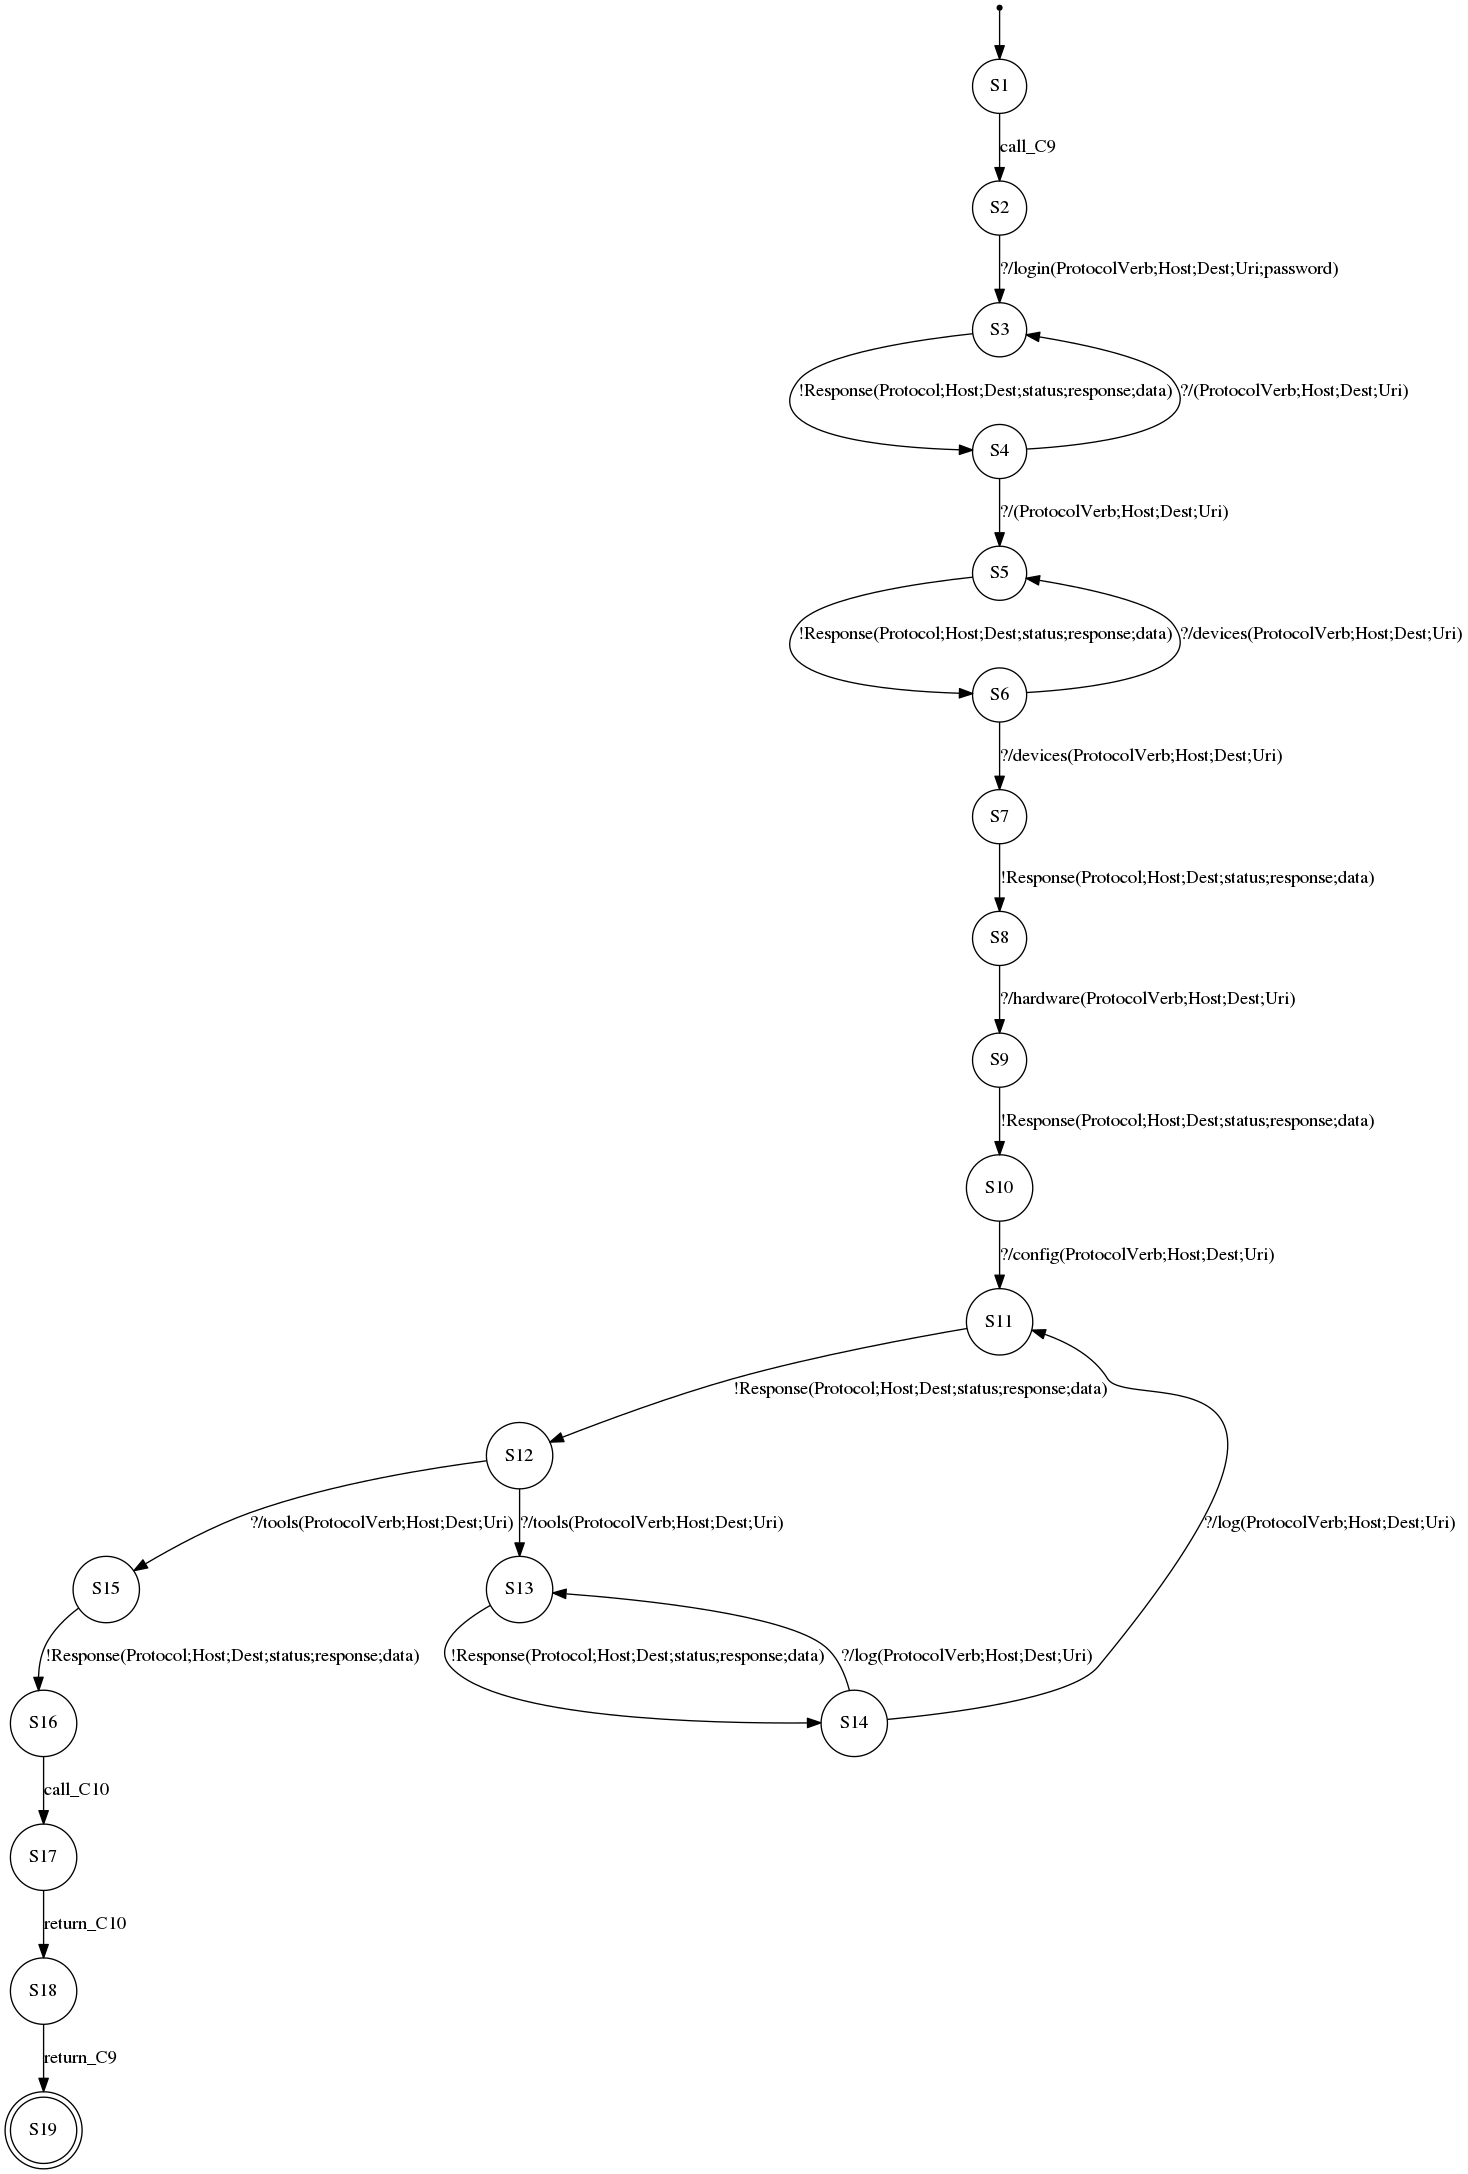 S1
call_C9
S2
?/login(ProtocolVerb;Host;Dest;Uri;password)
S3
!Response(Protocol;Host;Dest;status;response;data)
?/(ProtocolVerb;Host;Dest;Uri)
S4
?/(ProtocolVerb;Host;Dest;Uri)
S5
!Response(Protocol;Host;Dest;status;response;data)
?/devices(ProtocolVerb;Host;Dest;Uri)
S6
?/devices(ProtocolVerb;Host;Dest;Uri)
S7
!Response(Protocol;Host;Dest;status;response;data)
S8
?/hardware(ProtocolVerb;Host;Dest;Uri)
S9
!Response(Protocol;Host;Dest;status;response;data)
S10
?/config(ProtocolVerb;Host;Dest;Uri)
S11
!Response(Protocol;Host;Dest;status;response;data)
S12
?/tools(ProtocolVerb;Host;Dest;Uri)
?/tools(ProtocolVerb;Host;Dest;Uri)
?/log(ProtocolVerb;Host;Dest;Uri)
S15
S13
!Response(Protocol;Host;Dest;status;response;data)
!Response(Protocol;Host;Dest;status;response;data)
?/log(ProtocolVerb;Host;Dest;Uri)
S16
S14
call_C10
S17
return_C10
S18
return_C9
S19